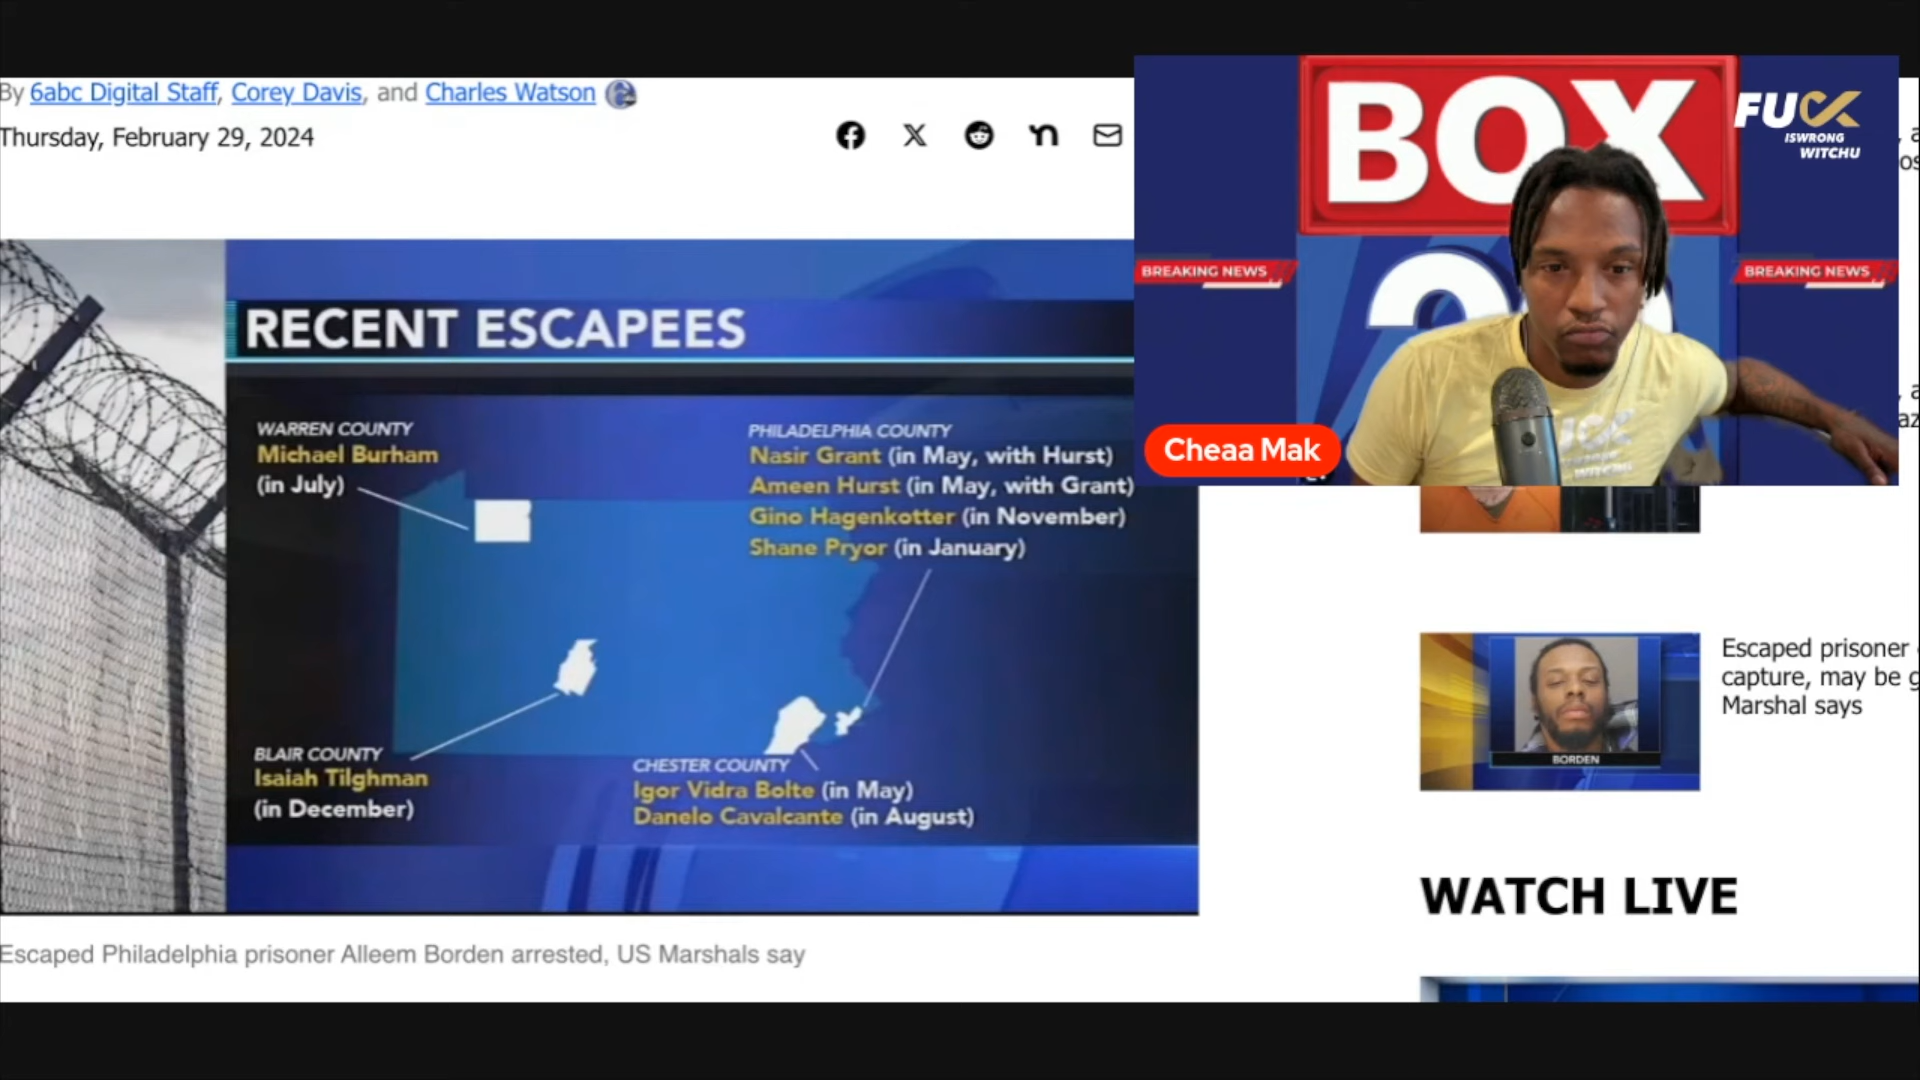 By 6abc Digital Staff, Corey Davis, and Charles Watson
Thursday, February 29, 2024
RECENT ESCAPEES
WARREN COUNTY
Michael Burham
(in July)
PHILADELPHIA COUNTY
Nasir Grant (in May, with Hurst)
Ameen Hurst (in May, with Grant)
Gino Hagenkotter (in November)
Shane Pryor (in January)
BLAIR COUNTY
Isaiah Tilghman
(in December)
CHESTER COUNTY
Igor Vidra Bolte (in May)
Danelo Cavalcante (in August)
Escaped Philadelphia prisoner Alleem Borden arrested, US Marshals say
BOX
BREAKING NEWS
BREAKING NEWS
FUCK
ISWRONG
WITCHU
Cheaa Mak
BORDEN
Escaped prisoner
capture, may be
Marshal says
WATCH LIVE